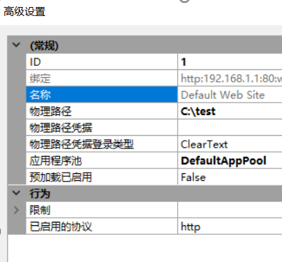 高级设置
(常规)
ID 1
绑定 http:192.168.1.1:80:w
名称 Default Web Site
物理路径 C:\test
物理路径凭据
物理路径凭据登录类型 ClearText
应用程序池 DefaultAppPool
预加载已启用 False
行为
限制
已启用的协议 http